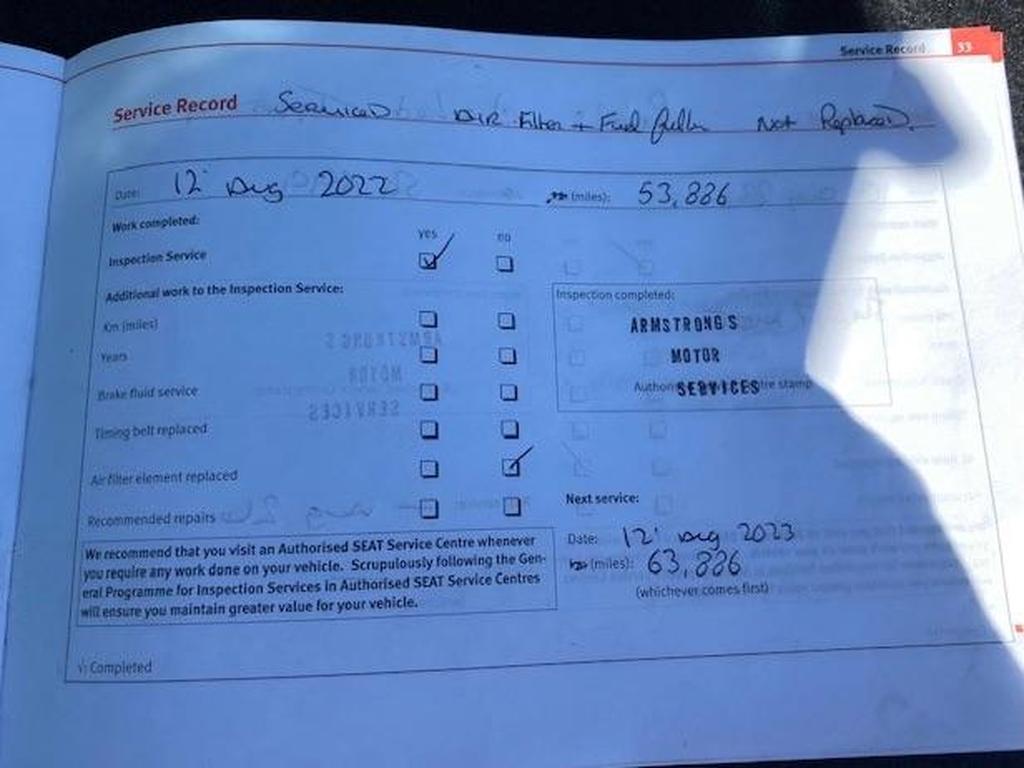 Service Record 33
Service Record Serviced Air Filter + Fuel filter Not Replaced.
Date: 12 Aug 2022 (miles): 53,886
Work completed:
yes no
Inspection Service
Additional work to the Inspection Service:
Inspection completed:
Km (miles)
ARMSTRONGS
Years
MOTOR
SERVICES
Brake fluid service
Timing belt replaced
Air filter element replaced
Recommended repairs
Next service:
Date: 12 Aug 2023
(miles): 63,886
(whichever comes first)
We recommend that you visit an Authorised SEAT Service Centre whenever
you require any work done on your vehicle. Scrupulously following the Gen-
eral Programme for Inspection Services in Authorised SEAT Service Centres
will ensure you maintain greater value for your vehicle.
√: Completed